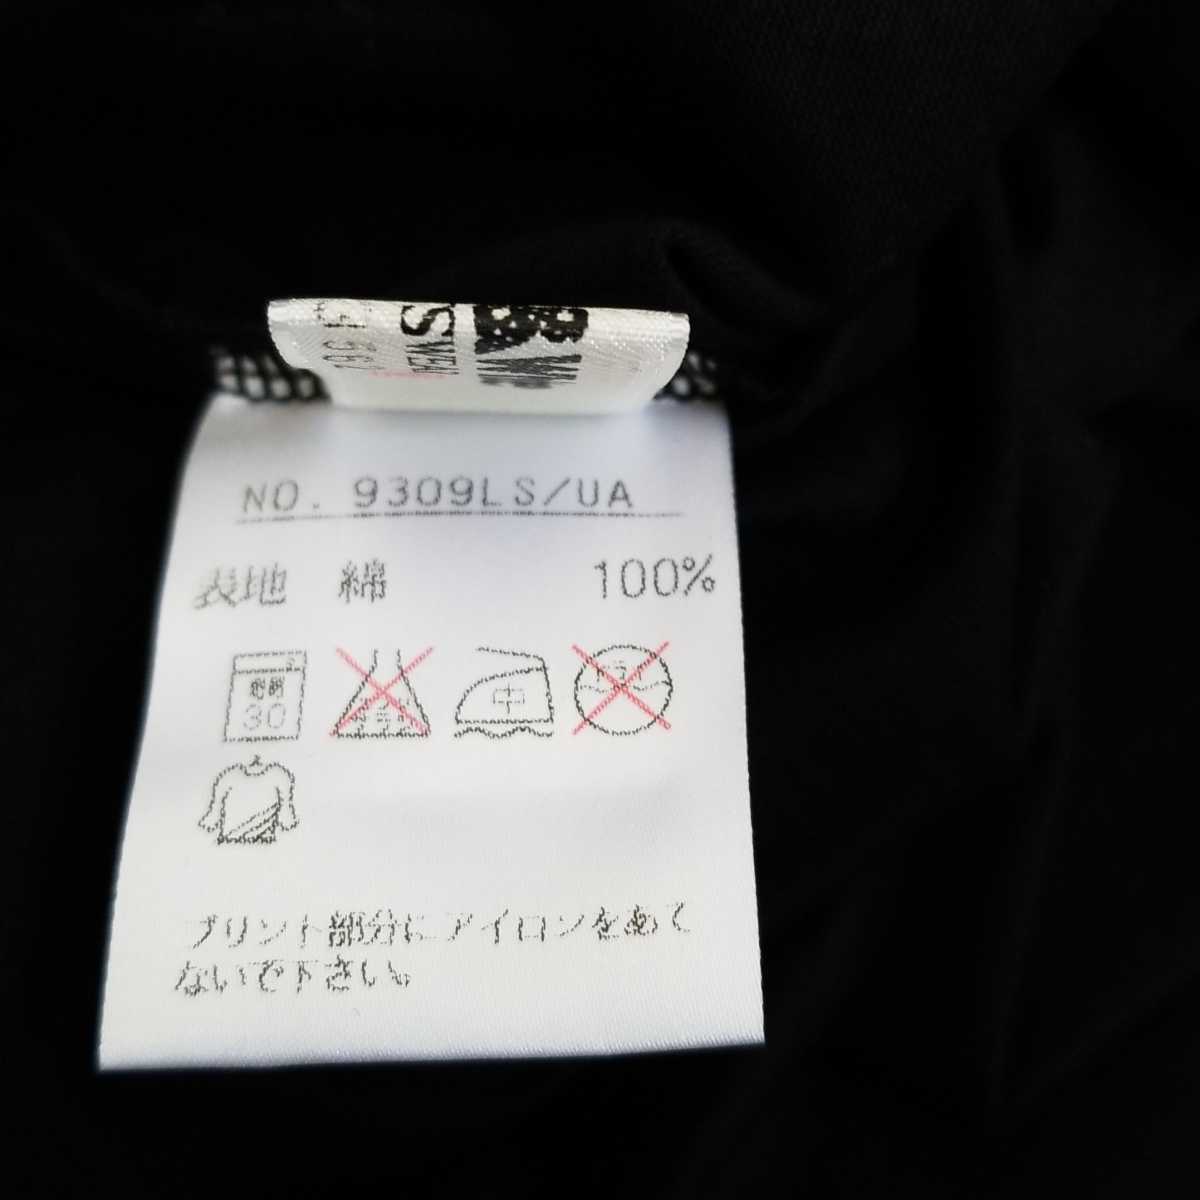 NO. 9309LS/UA
表地 綿 100%
30
中
プリント部分にアイロンをあて
ないで下さい。